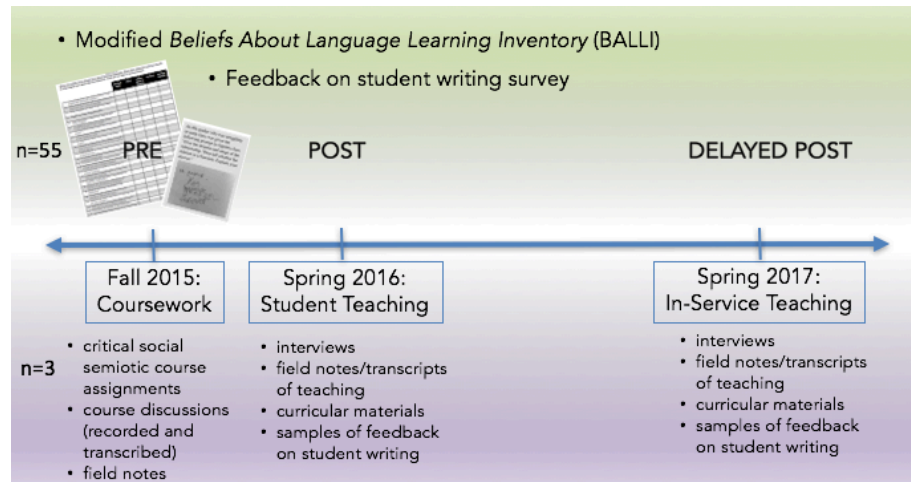 • Modified Beliefs About Language Learning Inventory (BALLI)
• Feedback on student writing survey
n=55
PRE
POST
DELAYED POST
Fall 2015:
Coursework
Spring 2016:
Student Teaching
Spring 2017:
In-Service Teaching
n=3
• critical social
semiotic course
assignments
• course discussions
(recorded and
transcribed)
• field notes
• interviews
• field notes/transcripts
of teaching
• curricular materials
• samples of feedback
on student writing
• interviews
• field notes/transcripts
of teaching
• curricular materials
• samples of feedback
on student writing